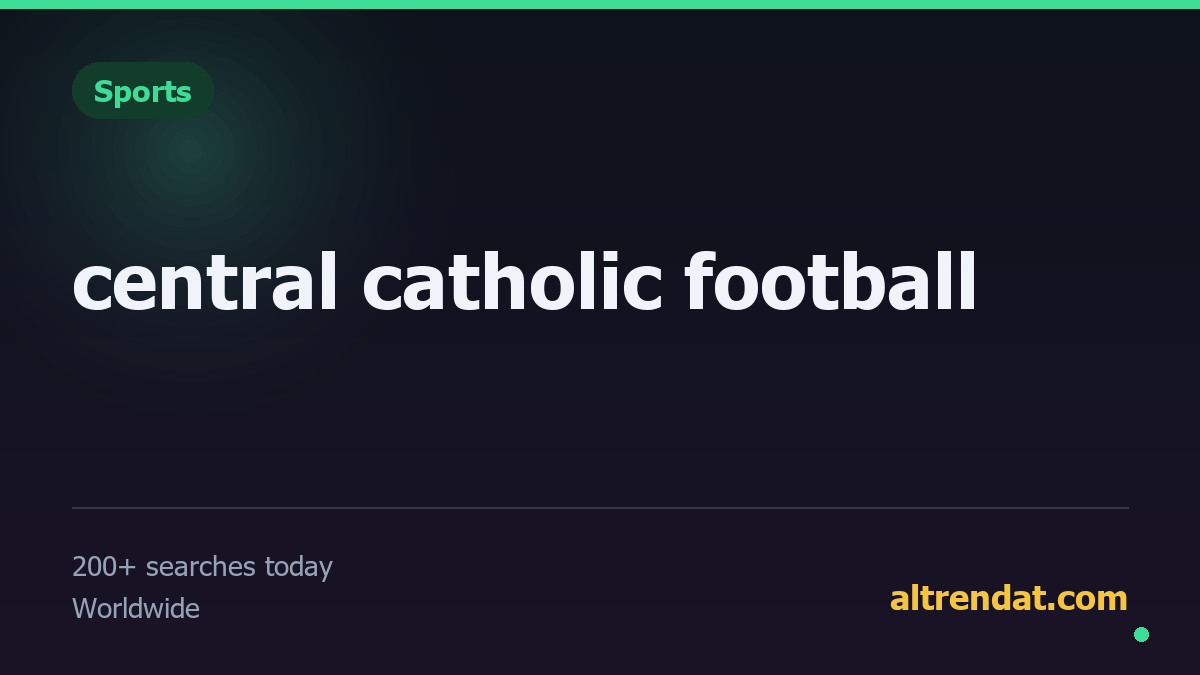 Sports
central catholic football
200+ searches today
Worldwide
altrendat.com